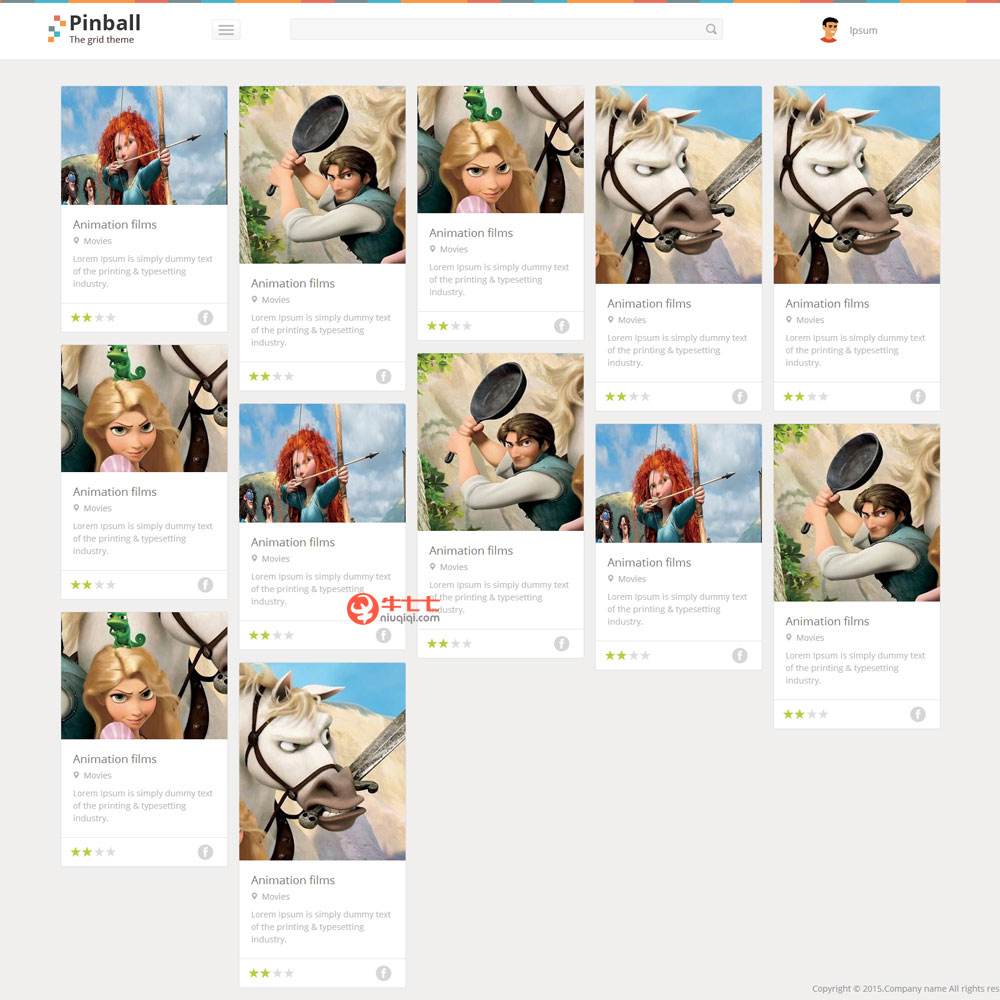 Pinball
The grid theme
Ipsum
Animation films
Movies
Lorem Ipsum is simply dummy text
of the printing & typesetting
industry.
Animation films
Movies
Lorem Ipsum is simply dummy text
of the printing & typesetting
industry.
Animation films
Movies
Lorem Ipsum is simply dummy text
of the printing & typesetting
industry.
Animation films
Movies
Lorem Ipsum is simply dummy text
of the printing & typesetting
industry.
Animation films
Movies
Lorem Ipsum is simply dummy text
of the printing & typesetting
industry.
Animation films
Movies
Lorem Ipsum is simply dummy text
of the printing & typesetting
industry.
Animation films
Movies
Lorem Ipsum is simply dummy text
of the printing & typesetting
industry.
Animation films
Movies
Lorem Ipsum is simply dummy text
of the printing & typesetting
industry.
Animation films
Movies
Lorem Ipsum is simply dummy text
of the printing & typesetting
industry.
Animation films
Movies
Lorem Ipsum is simply dummy text
of the printing & typesetting
industry.
牛七七
niuqiqi.com
Animation films
Movies
Lorem Ipsum is simply dummy text
of the printing & typesetting
industry.
Animation films
Movies
Lorem Ipsum is simply dummy text
of the printing & typesetting
industry.
Copyright © 2015.Company name All rights res